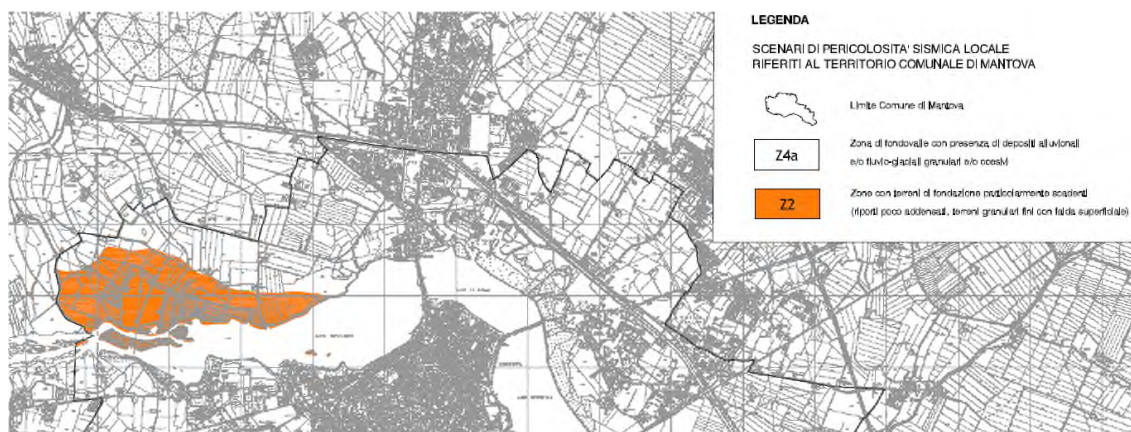 LEGENDA
SCENARI DI PERICOLOSITA' SISMICA LOCALE
RIFERITI AL TERRITORIO COMUNALE DI MANTOVA
Limite Comune di Mantova
Z4a
Zona di fondovalle con presenza di depositi alluvionali
e/o fluvio-glaciali granulari e/o coesivi
Z2
Zone con terreni di fondazione particolarmente scadenti
(riporti poco addensati, terreni granulari fini con falda superficiale)